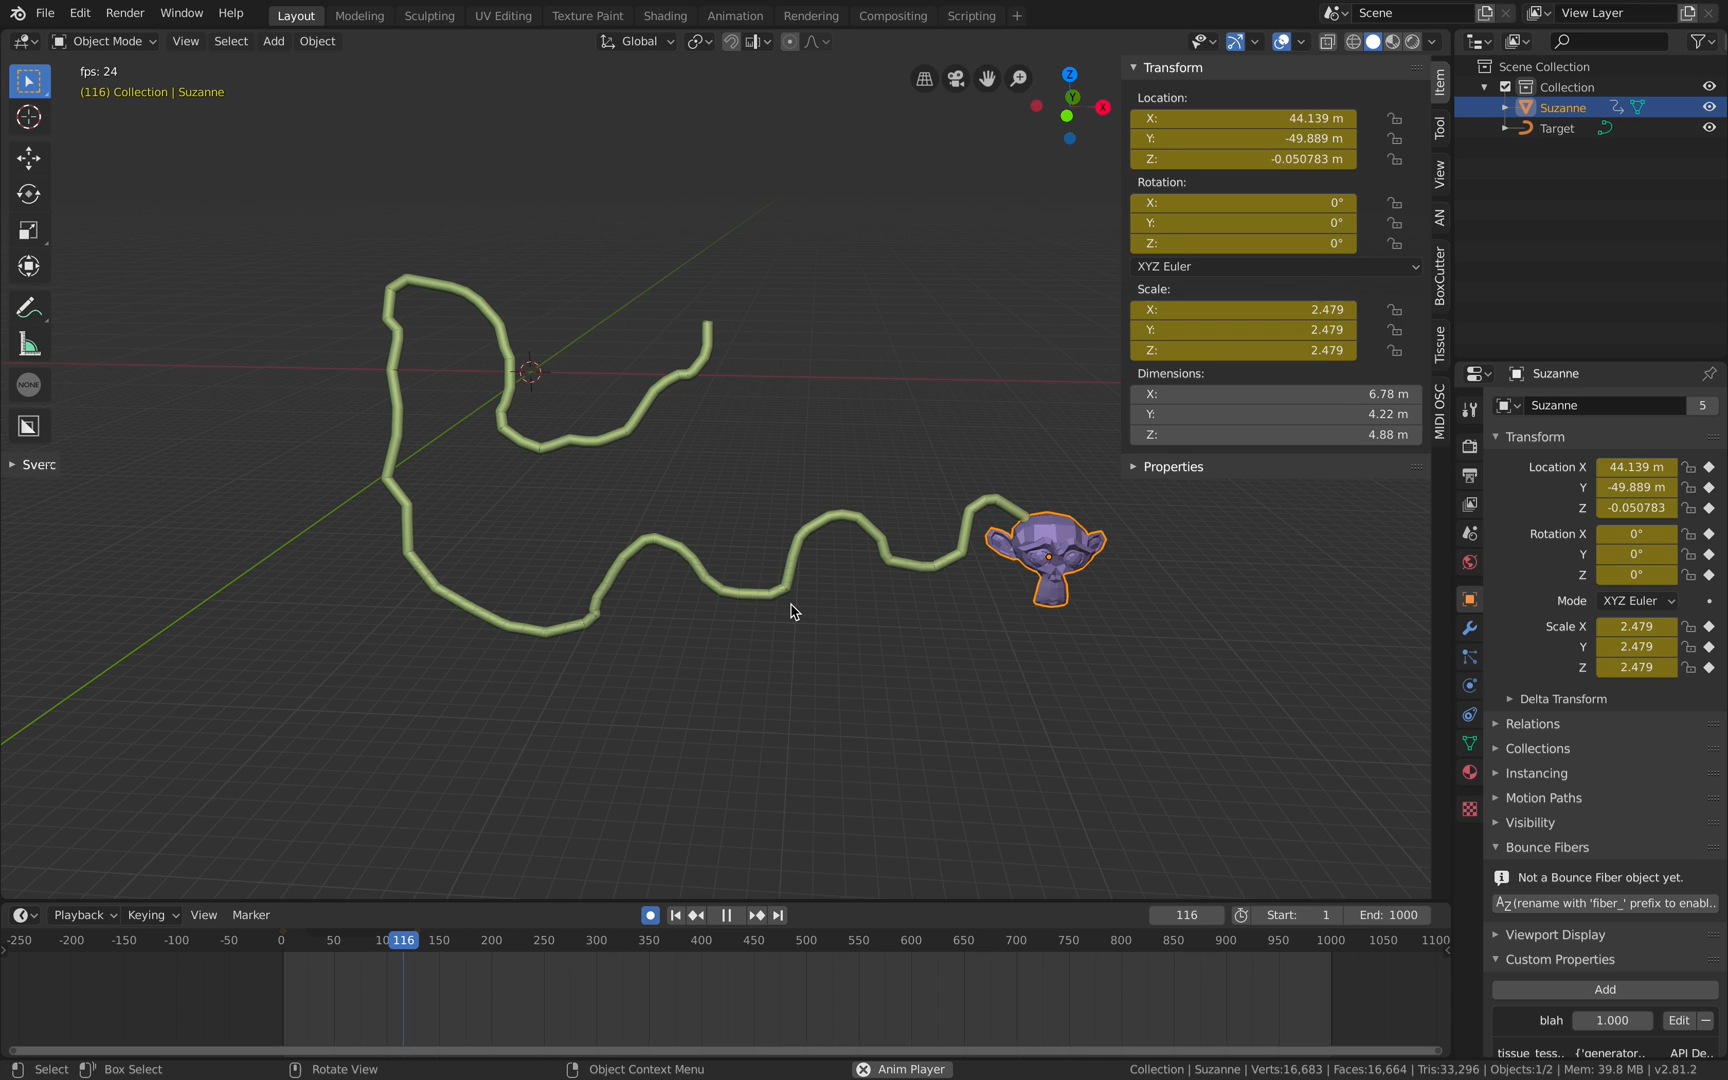 File Edit Render Window Help Layout Modeling Sculpting UV Editing Texture Paint Shading Animation Rendering Compositing Scripting + Scene View Layer
Object Mode View Select Add Object Global
fps: 24
(116) Collection | Suzanne
Sverc
Z
Y
X
Transform
Location:
X: 44.139 m
Y: -49.889 m
Z: -0.050783 m
Rotation:
X: 0°
Y: 0°
Z: 0°
XYZ Euler
Scale:
X: 2.479
Y: 2.479
Z: 2.479
Dimensions:
X: 6.78 m
Y: 4.22 m
Z: 4.88 m
Properties
Item
Tool
View
AN
BoxCutter
Tissue
MIDI OSC
NONE
Scene Collection
Collection
Suzanne
Target
Suzanne
Suzanne 5
Transform
Location X 44.139 m
Y -49.889 m
Z -0.050783
Rotation X 0°
Y 0°
Z 0°
Mode XYZ Euler
Scale X 2.479
Y 2.479
Z 2.479
Delta Transform
Relations
Collections
Instancing
Motion Paths
Visibility
Bounce Fibers
Not a Bounce Fiber object yet.
(rename with 'fiber_' prefix to enabl..
Viewport Display
Custom Properties
Add
blah 1.000 Edit
tissue_tess.. {'generator.. API De..
Playback Keying View Marker 116 Start: 1 End: 1000
-250 -200 -150 -100 -50 0 50 10 116 150 200 250 300 350 400 450 500 550 600 650 700 750 800 850 900 950 1000 1050 1100
Select Box Select Rotate View Object Context Menu Anim Player Collection | Suzanne | Verts:16,683 | Faces:16,664 | Tris:33,296 | Objects:1/2 | Mem: 39.8 MB | v2.81.2